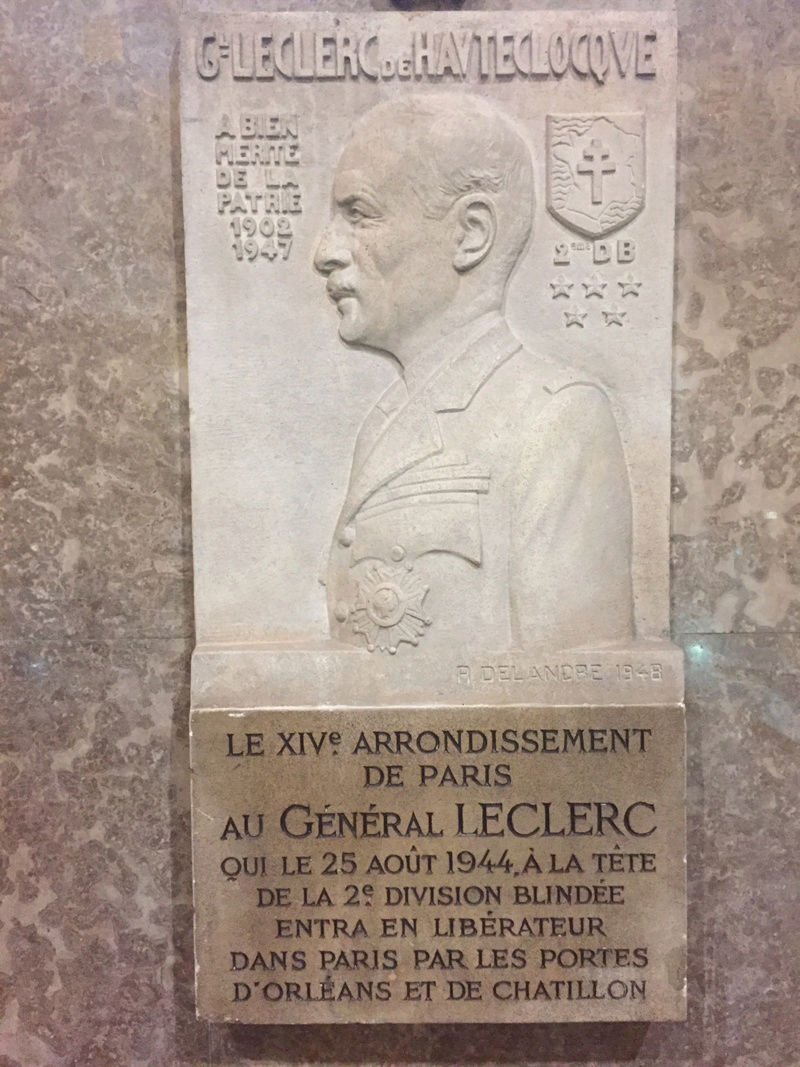 Gᵃˡ LECLERC DE HAVTECLOCQVE
A BIEN
MERITE
DE LA
PATRIE
1902
1947
2ᵉᵐᵉ DB
R. DELANDRE 1948
LE XIVᵉ ARRONDISSEMENT
DE PARIS
AU GÉNÉRAL LECLERC
QUI LE 25 AOÛT 1944, À LA TÊTE
DE LA 2ᵉ DIVISION BLINDÉE
ENTRA EN LIBÉRATEUR
DANS PARIS PAR LES PORTES
D'ORLÉANS ET DE CHATILLON